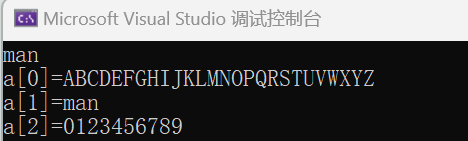 Microsoft Visual Studio 调试控制台
man
a[0]=ABCDEFGHIJKLMNOPQRSTUVWXYZ
a[1]=man
a[2]=0123456789